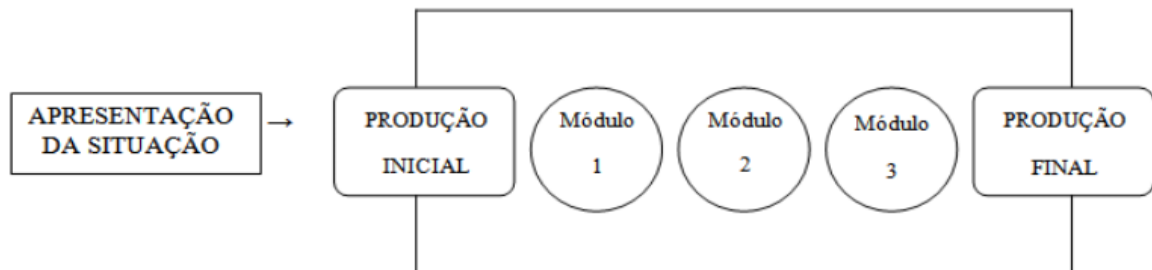 APRESENTAÇÃO
DA SITUAÇÃO
→
PRODUÇÃO
INICIAL
Módulo
1
Módulo
2
Módulo
3
PRODUÇÃO
FINAL